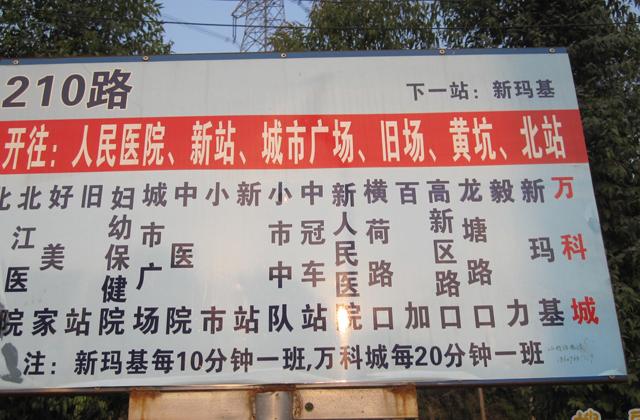 210路
下一站：新玛基
开往：人民医院、新站、城市广场、旧场、黄坑、北站
北
北江医院
好美家
旧站
妇幼保健院
城市广场
中医院
小市
新站
小市中队
中冠车站
新人民医院
横荷路口
百加
高新区路口
龙塘路口
毅力
新玛基
万科城
注：新玛基每10分钟一班,万科城每20分钟一班